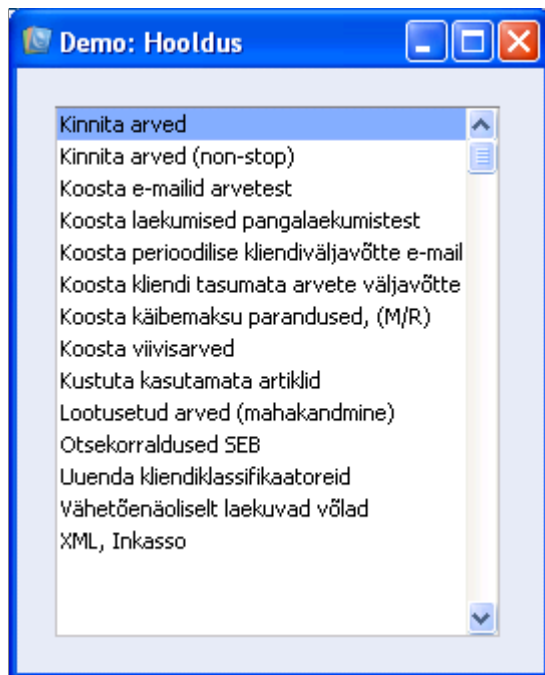 Demo: Hooldus
Kinnita arved
Kinnita arved (non-stop)
Koosta e-mailid arvetest
Koosta laekumised pangalaekumistest
Koosta perioodilise kliendiväljavõtte e-mail
Koosta kliendi tasumata arvete väljavõtte
Koosta käibemaksu parandused, (M/R)
Koosta viivisarved
Kustuta kasutamata artiklid
Lootusetud arved (mahakandmine)
Otsekorraldused SEB
Uuenda kliendiklassifikaatoreid
Vähetõenäoliselt laekuvad võlad
XML, Inkasso